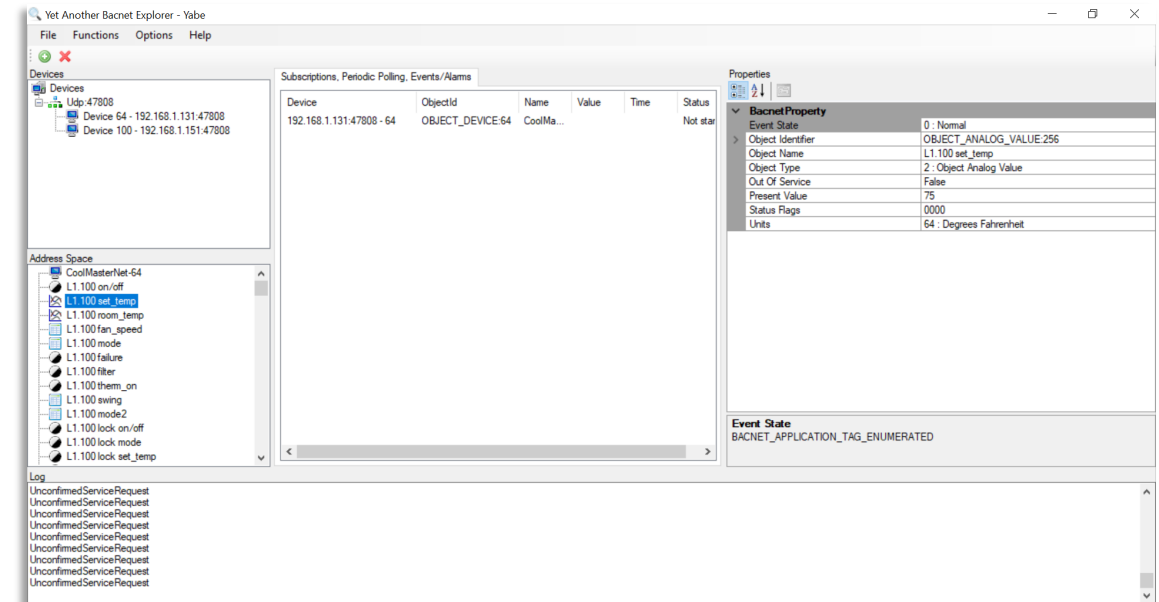 Yet Another Bacnet Explorer - Yabe
File Functions Options Help
Devices
Devices
Udp:47808
Device 64 - 192.168.1.131:47808
Device 100 - 192.168.1.151:47808
Address Space
CoolMasterNet-64
L1.100 on/off
L1.100 set_temp
L1.100 room_temp
L1.100 fan_speed
L1.100 mode
L1.100 failure
L1.100 filter
L1.100 therm_on
L1.100 swing
L1.100 mode2
L1.100 lock on/off
L1.100 lock mode
L1.100 lock set_temp
Subscriptions, Periodic Polling, Events/Alarms
Device ObjectId Name Value Time Status
192.168.1.131:47808 - 64 OBJECT_DEVICE:64 CoolMa... Not star
Properties
BacnetProperty
Event State 0 : Normal
Object Identifier OBJECT_ANALOG_VALUE:256
Object Name L1.100 set_temp
Object Type 2 : Object Analog Value
Out Of Service False
Present Value 75
Status Flags 0000
Units 64 : Degrees Fahrenheit
Event State
BACNET_APPLICATION_TAG_ENUMERATED
Log
UnconfirmedServiceRequest
UnconfirmedServiceRequest
UnconfirmedServiceRequest
UnconfirmedServiceRequest
UnconfirmedServiceRequest
UnconfirmedServiceRequest
UnconfirmedServiceRequest
UnconfirmedServiceRequest
UnconfirmedServiceRequest